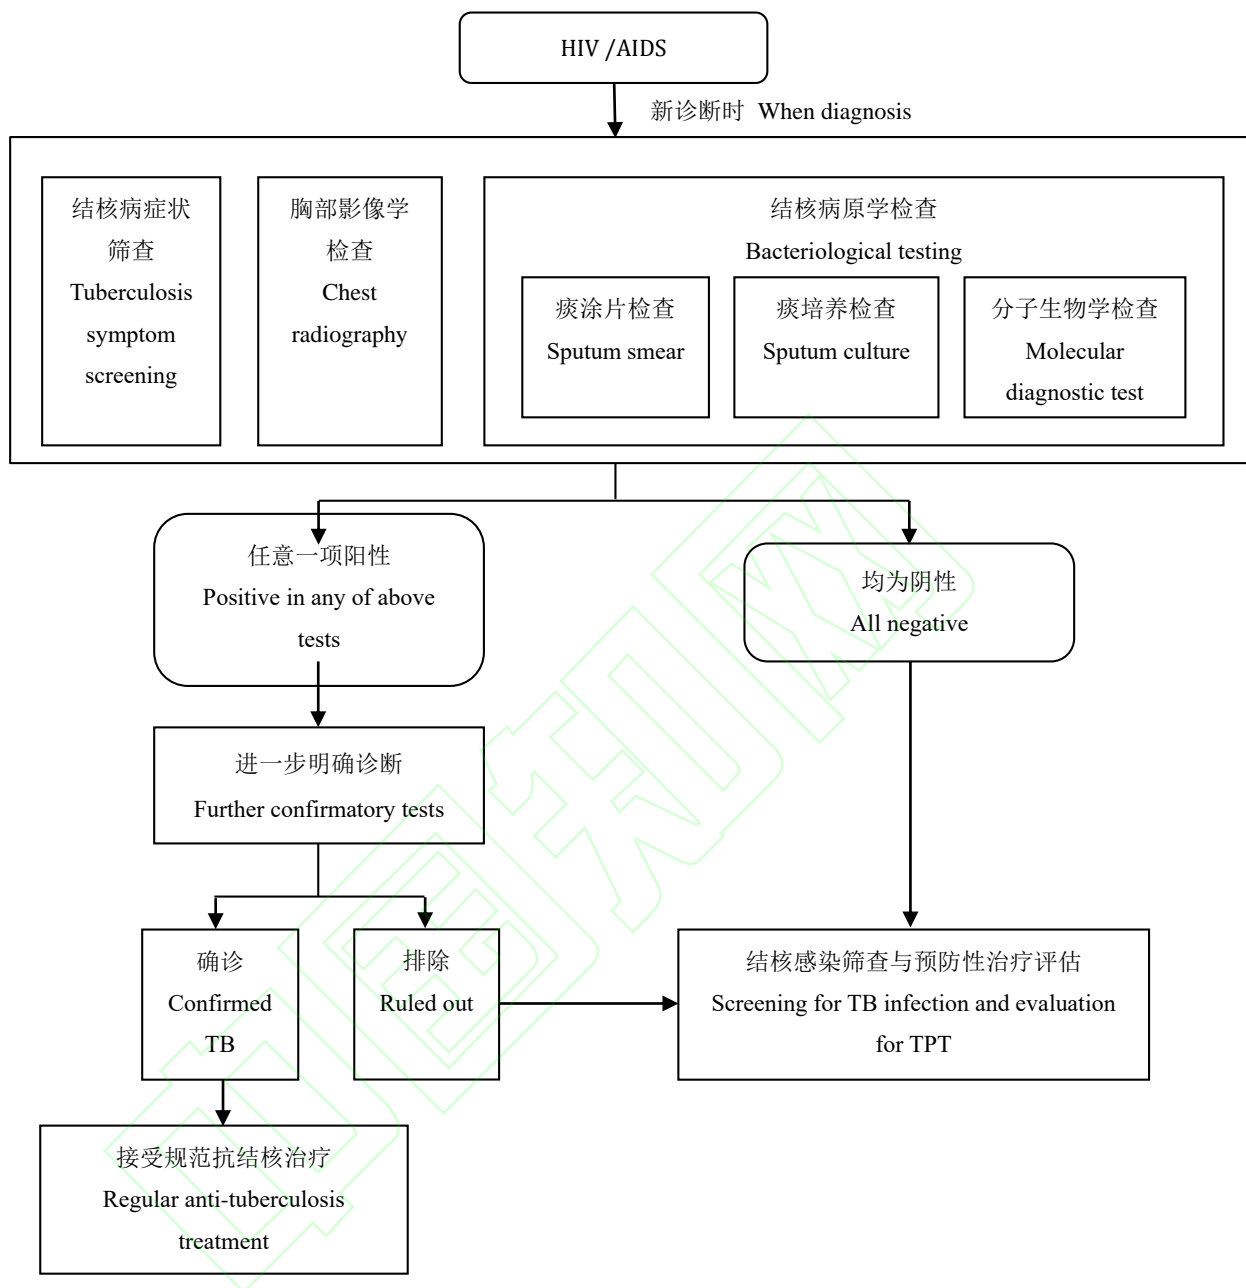 HIV /AIDS
新诊断时 When diagnosis
结核病症状
筛查
Tuberculosis
symptom
screening
胸部影像学
检查
Chest
radiography
结核病原学检查
Bacteriological testing
痰涂片检查
Sputum smear
痰培养检查
Sputum culture
分子生物学检查
Molecular
diagnostic test
任意一项阳性
Positive in any of above
tests
均为阴性
All negative
进一步明确诊断
Further confirmatory tests
确诊
Confirmed
TB
排除
Ruled out
结核感染筛查与预防性治疗评估
Screening for TB infection and evaluation
for TPT
接受规范抗结核治疗
Regular anti-tuberculosis
treatment
中国知网